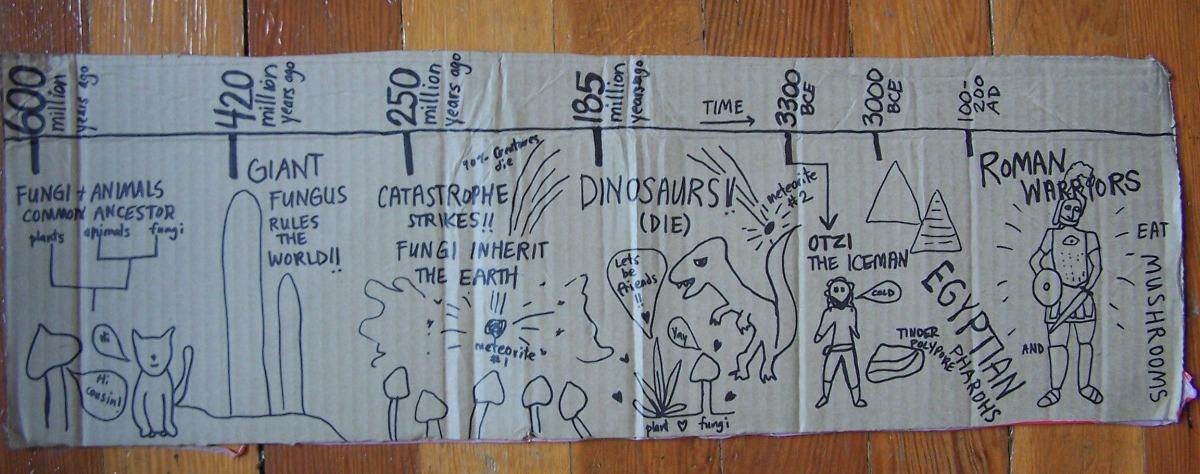 600
million
years ago
420
million
years ago
250
million
years ago
185
million
years ago
TIME
3300
BCE
3000
BCE
100-
200
AD
FUNGI + ANIMALS
COMMON ANCESTOR
plants animals fungi
Hi
Hi
cousin!
GIANT
FUNGUS
RULES
THE
WORLD!!
90% Creatures
die
CATASTROPHE
STRIKES!!
FUNGI INHERIT
THE EARTH
meteorite
#1
DINOSAURS!!
(DIE)
meteorite
#2
Let's
be
friends
!!
Yay
plant ♥ fungi
OTZI
THE ICEMAN
COLD
TINDER
POLYPORE
EGYPTIAN
PHAROHS
AND
ROMAN
WARRIORS
EAT
MUSHROOMS